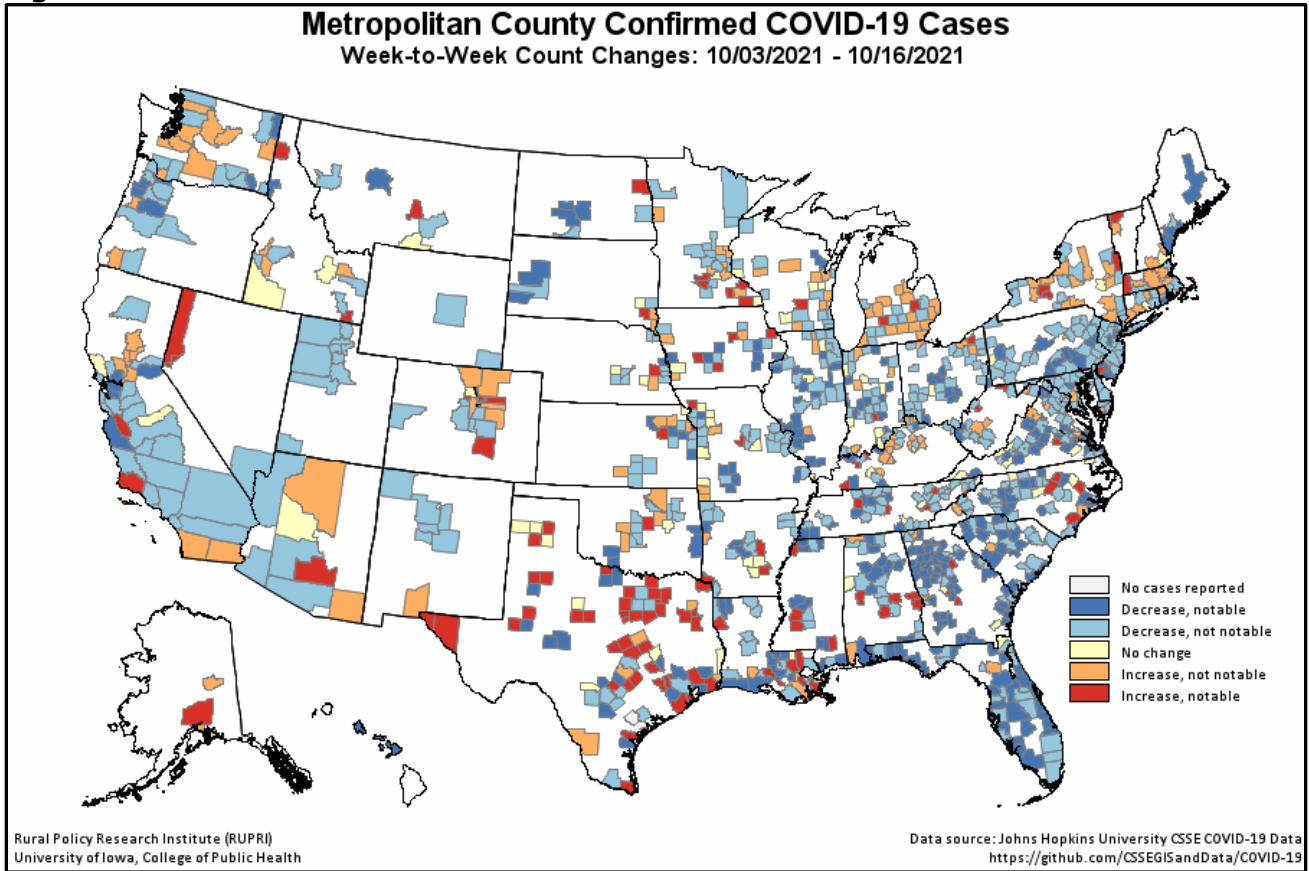 Metropolitan County Confirmed COVID-19 Cases
Week-to-Week Count Changes: 10/03/2021 - 10/16/2021
No cases reported
Decrease, notable
Decrease, not notable
No change
Increase, not notable
Increase, notable
Rural Policy Research Institute (RUPRI)
University of Iowa, College of Public Health
Data source: Johns Hopkins University CSSE COVID-19 Data
https://github.com/CSSEGISandData/COVID-19